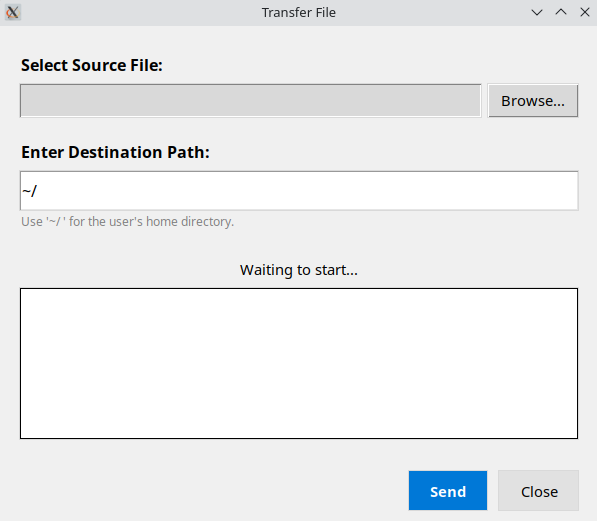 Transfer File
Select Source File:
Browse...
Enter Destination Path:
~/
Use '~/ ' for the user's home directory.
Waiting to start...
Send
Close